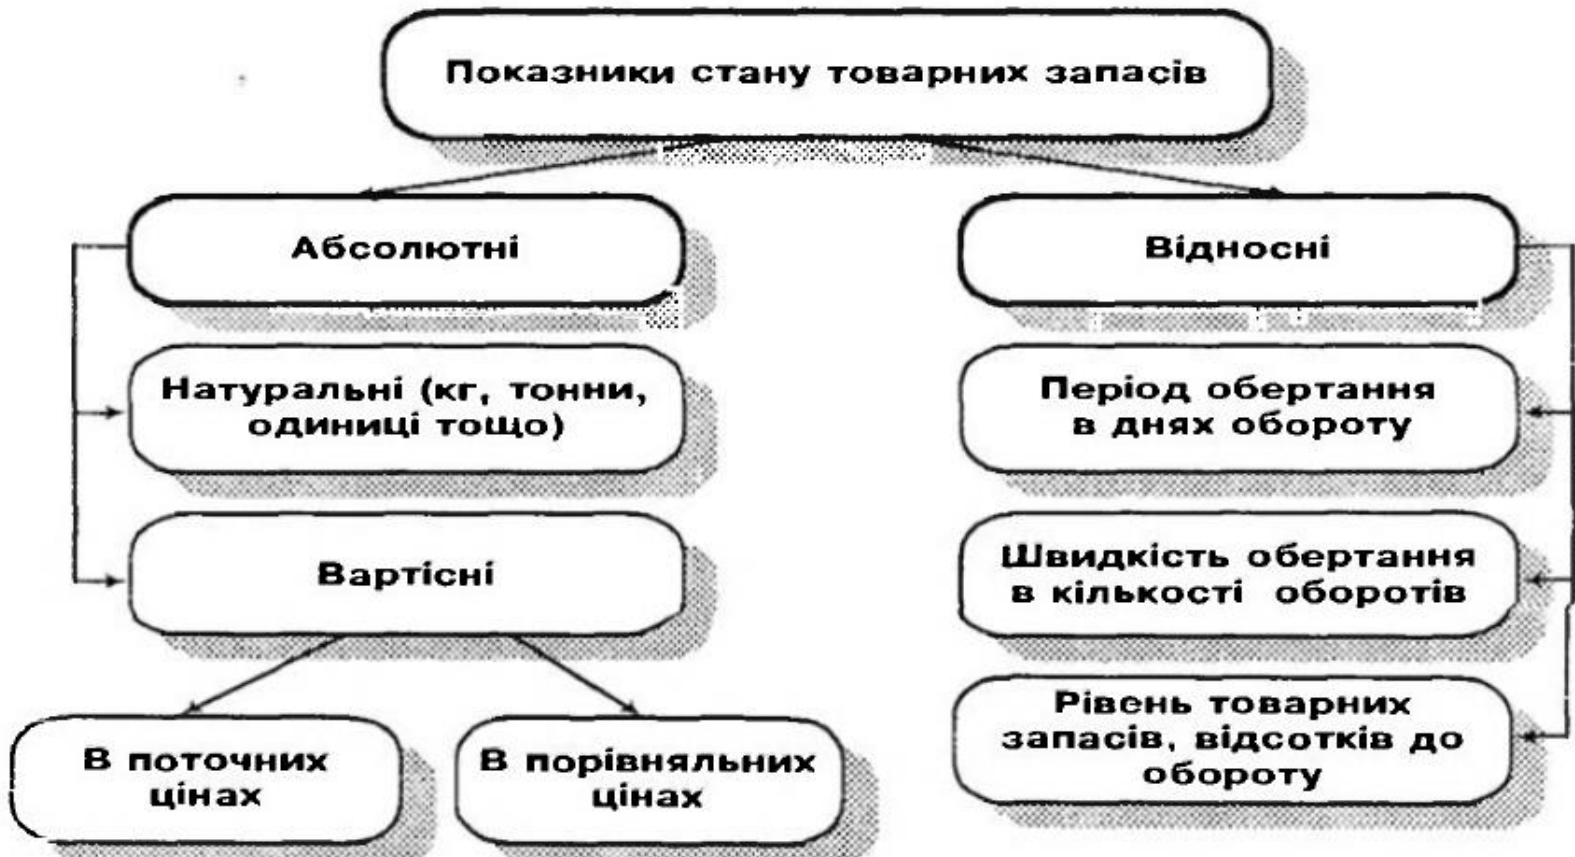 Показники стану товарних запасів
Абсолютні
Натуральні (кг, тонни,
одиниці тощо)
Вартісні
В поточних
цінах
В порівняльних
цінах
Відносні
Період обертання
в днях обороту
Швидкість обертання
в кількості оборотів
Рівень товарних
запасів, відсотків до
обороту